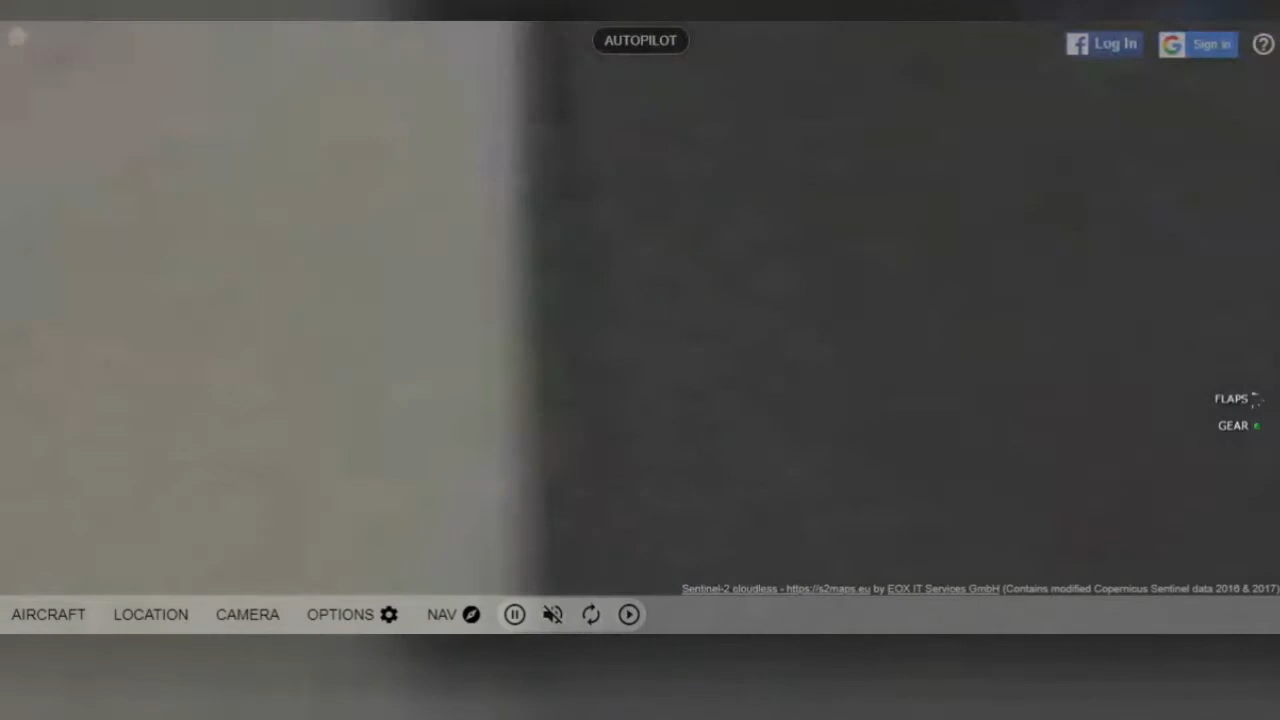 AUTOPILOT
Log In
Sign in
FLAPS
GEAR
Sentinel-2 cloudless - https://s2maps.eu by EOX IT Services GmbH (Contains modified Copernicus Sentinel data 2016 & 2017)
AIRCRAFT LOCATION CAMERA OPTIONS NAV